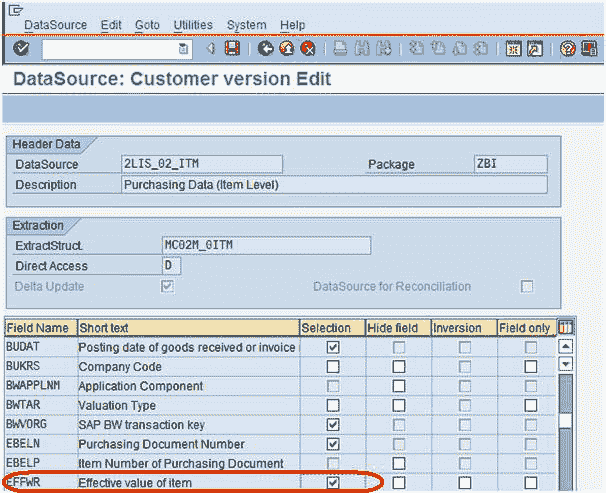 DataSource Edit Goto Utilities System Help
DataSource: Customer version Edit
Header Data
DataSource 2LIS_02_ITM Package ZBI
Description Purchasing Data (Item Level)
Extraction
ExtractStruct. MC02M_0ITM
Direct Access D
Delta Update DataSource for Reconciliation
Field Name Short text Selection Hide field Inversion Field only
BUDAT Posting date of goods received or invoice
BUKRS Company Code
BWAPPLNM Application Component
BWTAR Valuation Type
BWVORG SAP BW transaction key
EBELN Purchasing Document Number
EBELP Item Number of Purchasing Document
EFFWR Effective value of item